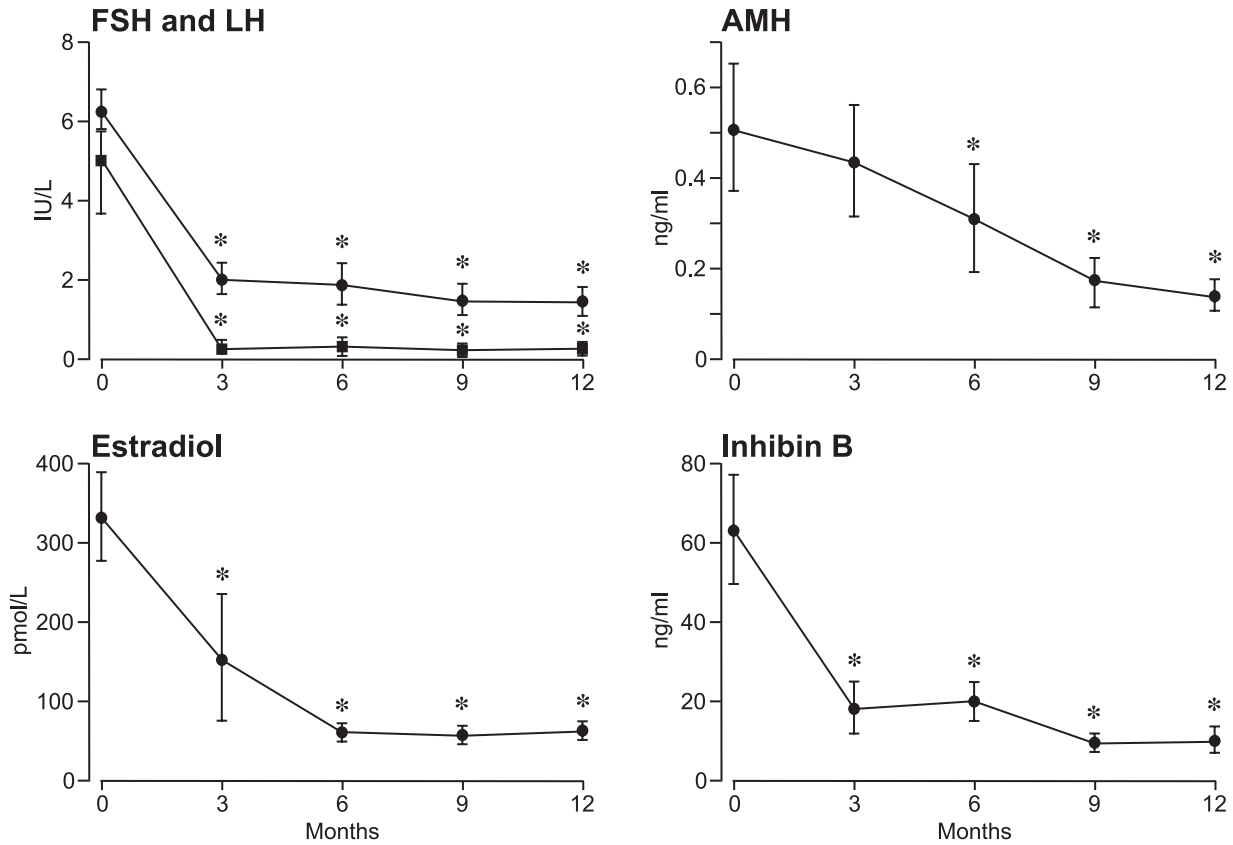 FSH and LH
8
6
4
2
0
IU/L
* * * *
* * * *
0 3 6 9 12
AMH
0.6
0.4
0.2
0
ng/ml
* * *
0 3 6 9 12
Estradiol
400
300
200
100
0
pmol/L
* * * *
0 3 6 9 12
Months
Inhibin B
80
60
40
20
0
ng/ml
* * * *
0 3 6 9 12
Months